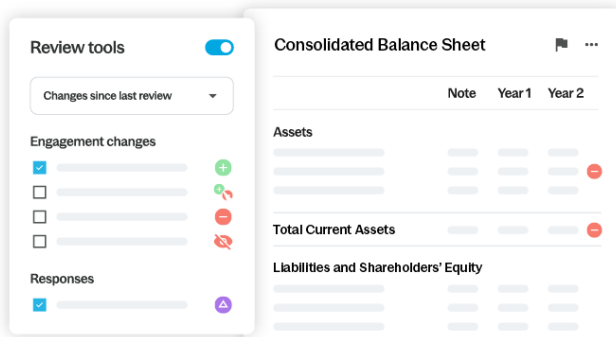 Review tools
Changes since last review
Engagement changes
Responses
Consolidated Balance Sheet
Note Year 1 Year 2
Assets
Total Current Assets
Liabilities and Shareholders' Equity